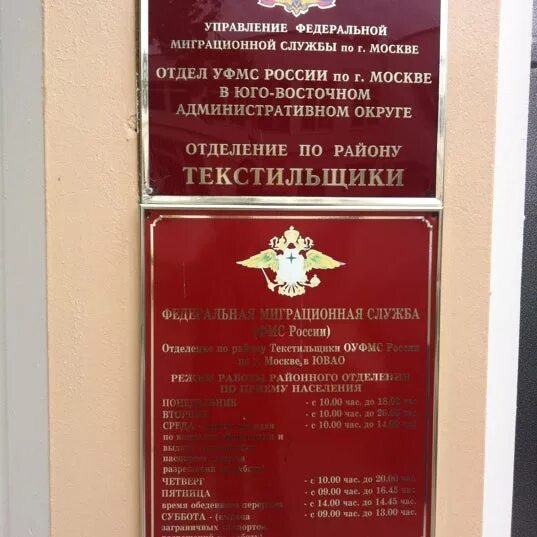 УПРАВЛЕНИЕ ФЕДЕРАЛЬНОЙ
МИГРАЦИОННОЙ СЛУЖБЫ по г. МОСКВЕ
ОТДЕЛ УФМС РОССИИ по г. МОСКВЕ
В ЮГО-ВОСТОЧНОМ
АДМИНИСТРАТИВНОМ ОКРУГЕ
ОТДЕЛЕНИЕ ПО РАЙОНУ
ТЕКСТИЛЬЩИКИ
ФЕДЕРАЛЬНАЯ МИГРАЦИОННАЯ СЛУЖБА
(ФМС России)
Отделение по району Текстильщики ОУФМС России
по г. Москве в ЮВАО
РЕЖИМ РАБОТЫ РАЙОННОГО ОТДЕЛЕНИЯ
ПО ПРИЕМУ НАСЕЛЕНИЯ
ПОНЕДЕЛЬНИК - с 10.00 час. до 18.00 час.
ВТОРНИК - с 10.00 час. до 20.00 час.
СРЕДА - с 10.00 час. до 14.00 час.
по и
паспортов
ЧЕТВЕРГ - с 10.00 час. до 20.00 час.
ПЯТНИЦА - с 09.00 час. до 16.45 час.
время обеденного перерыва - с 14.00 час. до 14.45 час.
СУББОТА - (выдача - с 09.00 час. до 13.00 час.
заграничных паспортов,